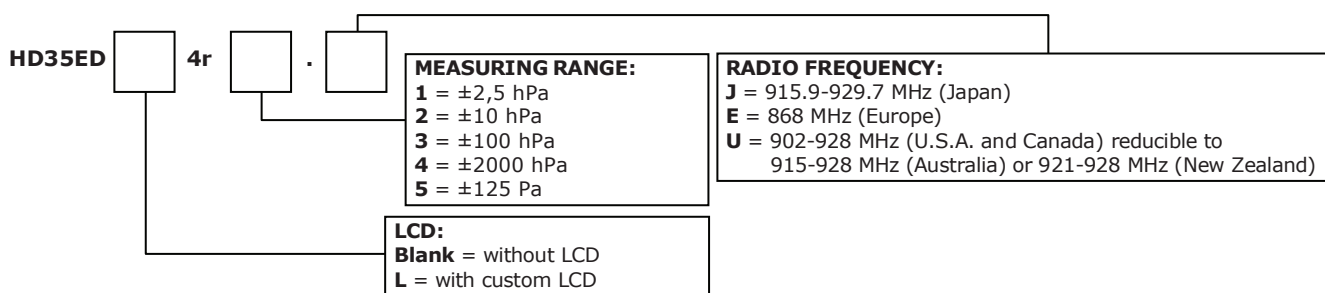 HD35ED 4r .
MEASURING RANGE:
1 = ±2,5 hPa
2 = ±10 hPa
3 = ±100 hPa
4 = ±2000 hPa
5 = ±125 Pa
RADIO FREQUENCY:
J = 915.9-929.7 MHz (Japan)
E = 868 MHz (Europe)
U = 902-928 MHz (U.S.A. and Canada) reducible to
915-928 MHz (Australia) or 921-928 MHz (New Zealand)
LCD:
Blank = without LCD
L = with custom LCD